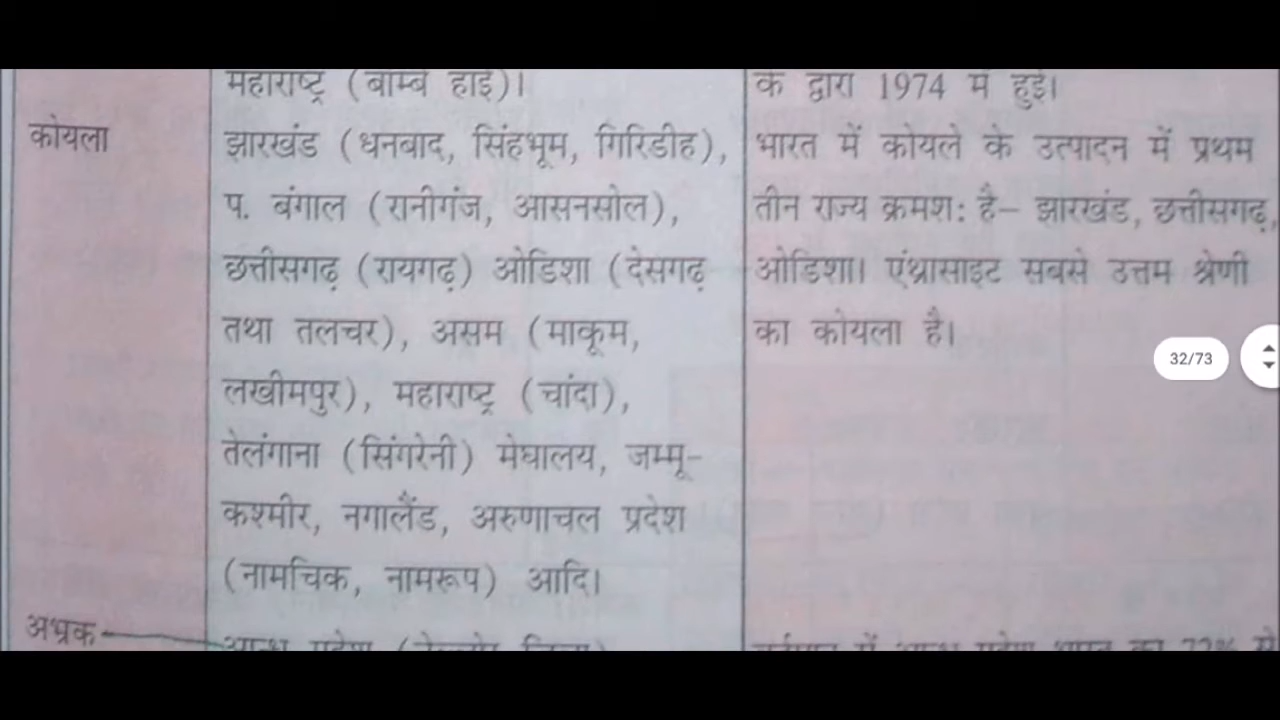 महाराष्ट्र (बाम्बे हाई)।
के द्वारा 1974 में हुई।
कोयला
झारखंड (धनबाद, सिंहभूम, गिरिडीह),
प. बंगाल (रानीगंज, आसनसोल),
छत्तीसगढ़ (रायगढ़) ओडिशा (देसगढ़
तथा तलचर), असम (माकूम,
लखीमपुर), महाराष्ट्र (चांदा),
तेलंगाना (सिंगरेनी) मेघालय, जम्मू-
कश्मीर, नगालैंड, अरुणाचल प्रदेश
(नामचिक, नामरूप) आदि।
भारत में कोयले के उत्पादन में प्रथम
तीन राज्य क्रमश: है– झारखंड, छत्तीसगढ़,
ओडिशा। एंथ्रासाइट सबसे उत्तम श्रेणी
का कोयला है।
32/73
अभ्रक